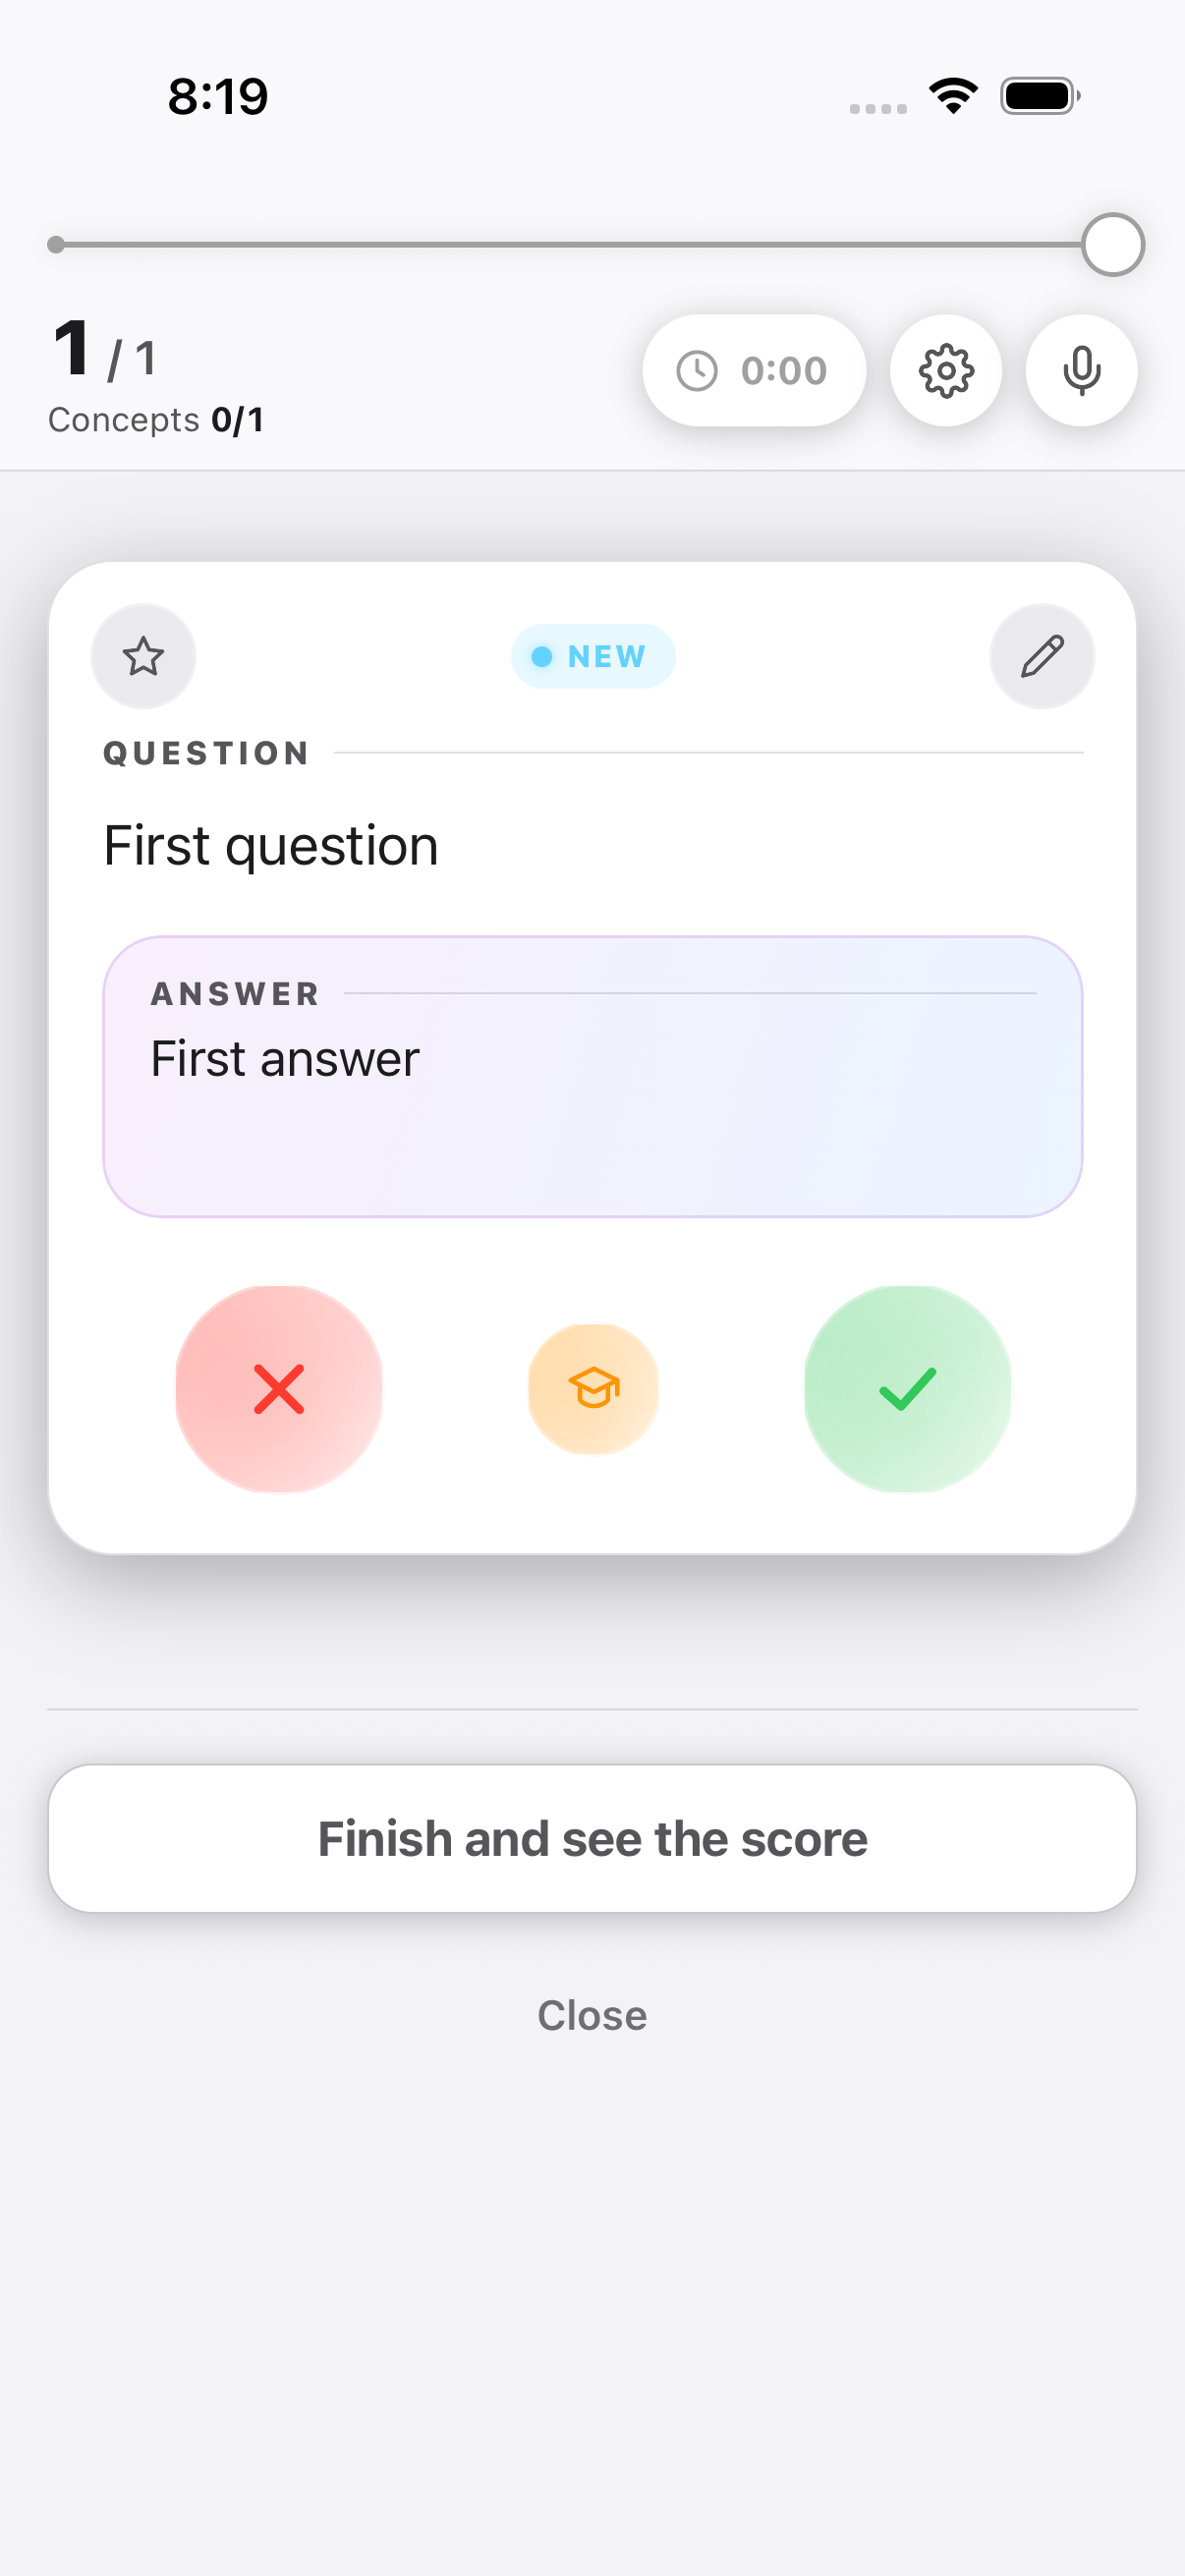 8:19
1 / 1
Concepts 0/1
0:00
NEW
QUESTION
First question
ANSWER
First answer
Finish and see the score
Close